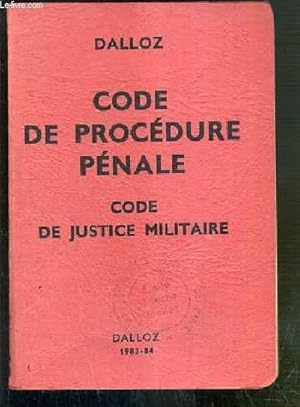 DALLOZ
CODE
DE PROCÉDURE
PÉNALE
CODE
DE JUSTICE MILITAIRE
DALLOZ
1983-84